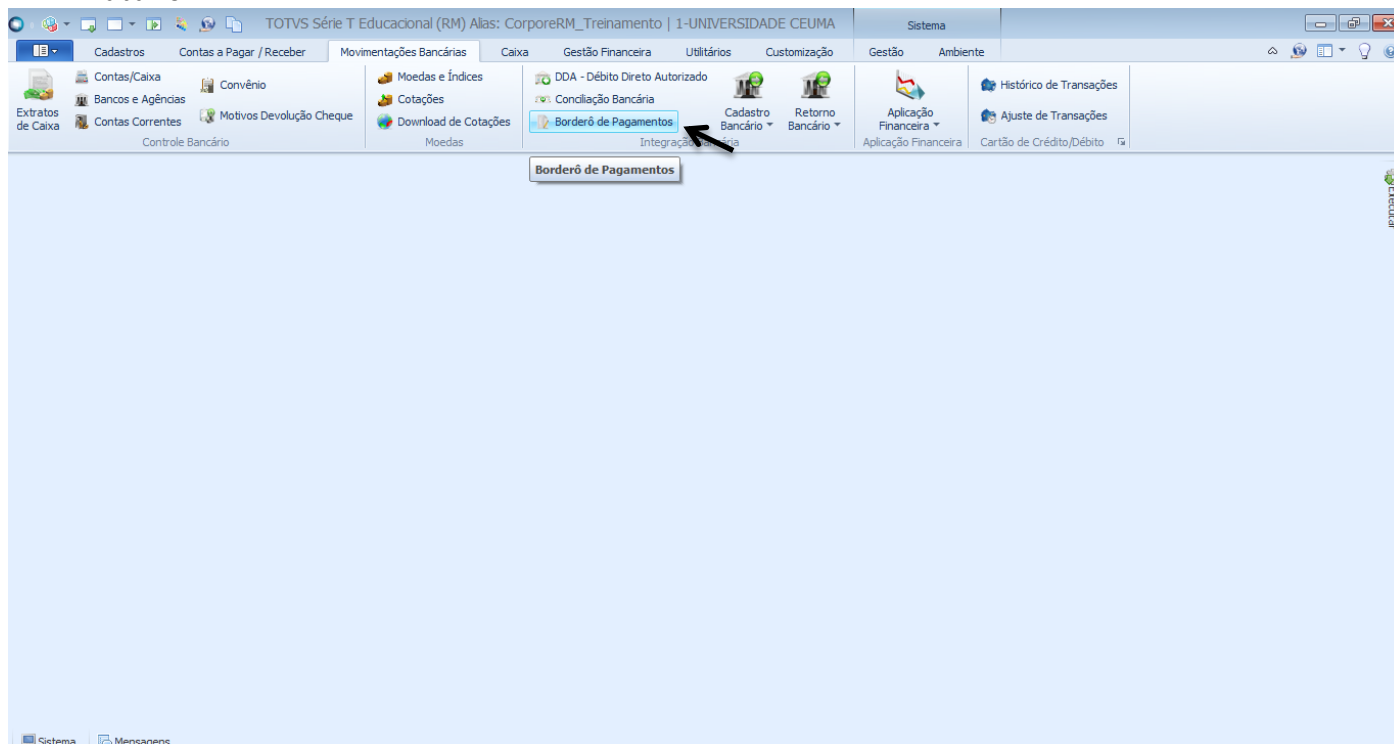 TOTVS Série T Educacional (RM) Alias: CorporeRM_Treinamento | 1-UNIVERSIDADE CEUMA
Sistema
Cadastros
Contas a Pagar / Receber
Movimentações Bancárias
Caixa
Gestão Financeira
Utilitários
Customização
Gestão
Ambiente
Extratos
de Caixa
Contas/Caixa
Bancos e Agências
Contas Correntes
Convênio
Motivos Devolução Cheque
Controle Bancário
Moedas e Índices
Cotações
Download de Cotações
Moedas
DDA - Débito Direto Autorizado
Conciliação Bancária
Borderô de Pagamentos
Cadastro
Bancário
Retorno
Bancário
Integração Bancária
Aplicação
Financeira
Aplicação Financeira
Histórico de Transações
Ajuste de Transações
Cartão de Crédito/Débito
Borderô de Pagamentos
Executar
Sistema
Mensagens